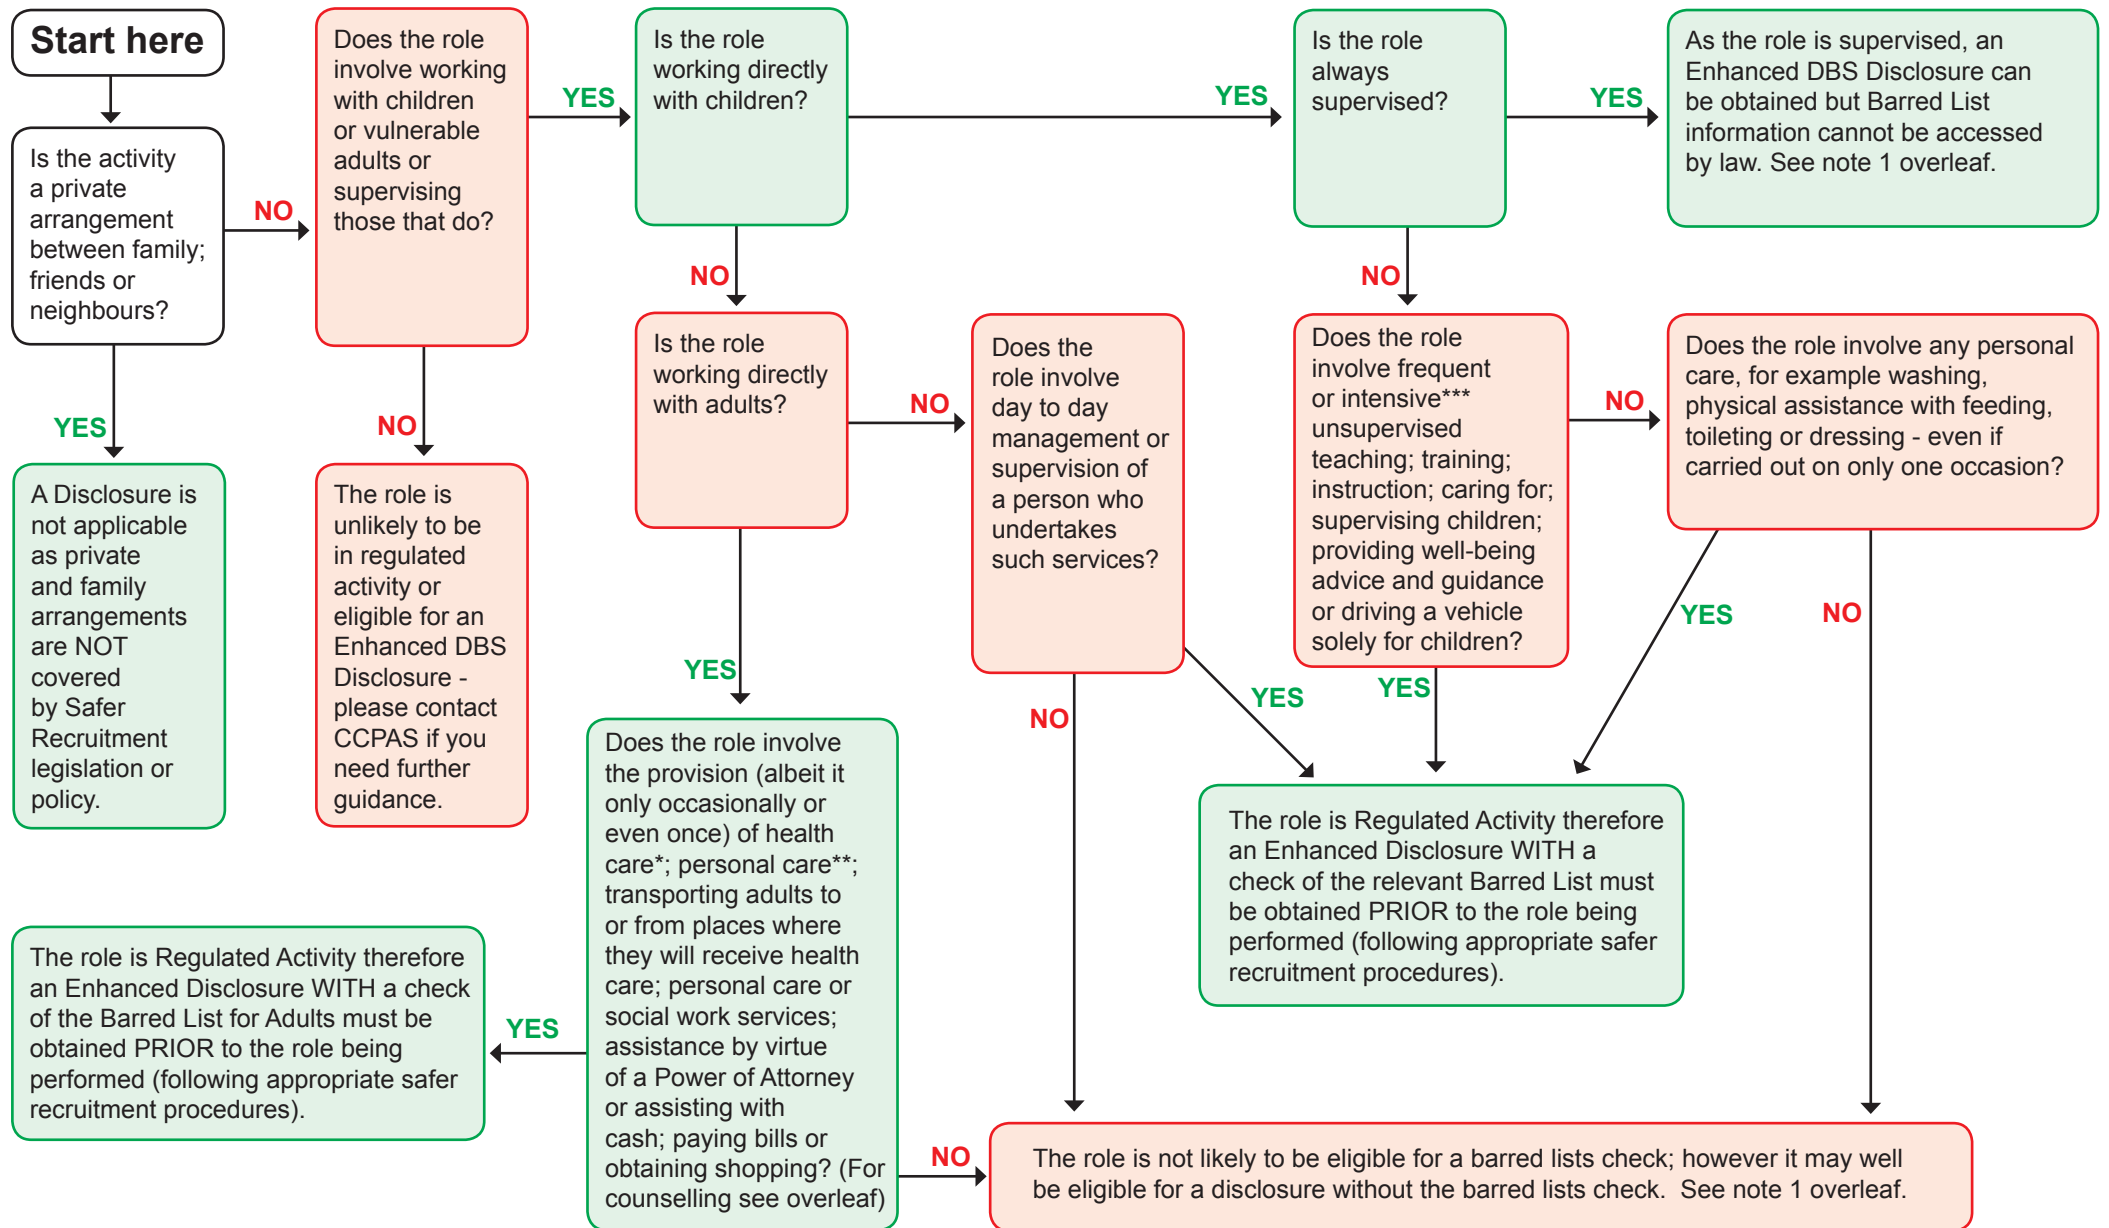 Start here
Is the activity
a private
arrangement
between family;
friends or
neighbours?
NO
YES
A Disclosure is
not applicable
as private
and family
arrangements
are NOT
covered
by Safer
Recruitment
legislation or
policy.
Does the role
involve working
with children
or vulnerable
adults or
supervising
those that do?
YES
NO
The role is
unlikely to be
in regulated
activity or
eligible for an
Enhanced DBS
Disclosure -
please contact
CCPAS if you
need further
guidance.
Is the role
working directly
with children?
YES
NO
Is the role
always
supervised?
YES
NO
As the role is supervised, an
Enhanced DBS Disclosure can
be obtained but Barred List
information cannot be accessed
by law. See note 1 overleaf.
Is the role
working directly
with adults?
NO
YES
Does the
role involve
day to day
management or
supervision of
a person who
undertakes
such services?
YES
NO
Does the role
involve frequent
or intensive***
unsupervised
teaching; training;
instruction; caring for;
supervising children;
providing well-being
advice and guidance
or driving a vehicle
solely for children?
NO
YES
Does the role involve any personal
care, for example washing,
physical assistance with feeding,
toileting or dressing - even if
carried out on only one occasion?
YES
NO
Does the role involve
the provision (albeit it
only occasionally or
even once) of health
care*; personal care**;
transporting adults to
or from places where
they will receive health
care; personal care or
social work services;
assistance by virtue
of a Power of Attorney
or assisting with
cash; paying bills or
obtaining shopping? (For
counselling see overleaf)
YES
NO
The role is Regulated Activity therefore
an Enhanced Disclosure WITH a
check of the relevant Barred List must
be obtained PRIOR to the role being
performed (following appropriate safer
recruitment procedures).
The role is Regulated Activity therefore
an Enhanced Disclosure WITH a check
of the Barred List for Adults must be
obtained PRIOR to the role being
performed (following appropriate safer
recruitment procedures).
The role is not likely to be eligible for a barred lists check; however it may well
be eligible for a disclosure without the barred lists check.  See note 1 overleaf.